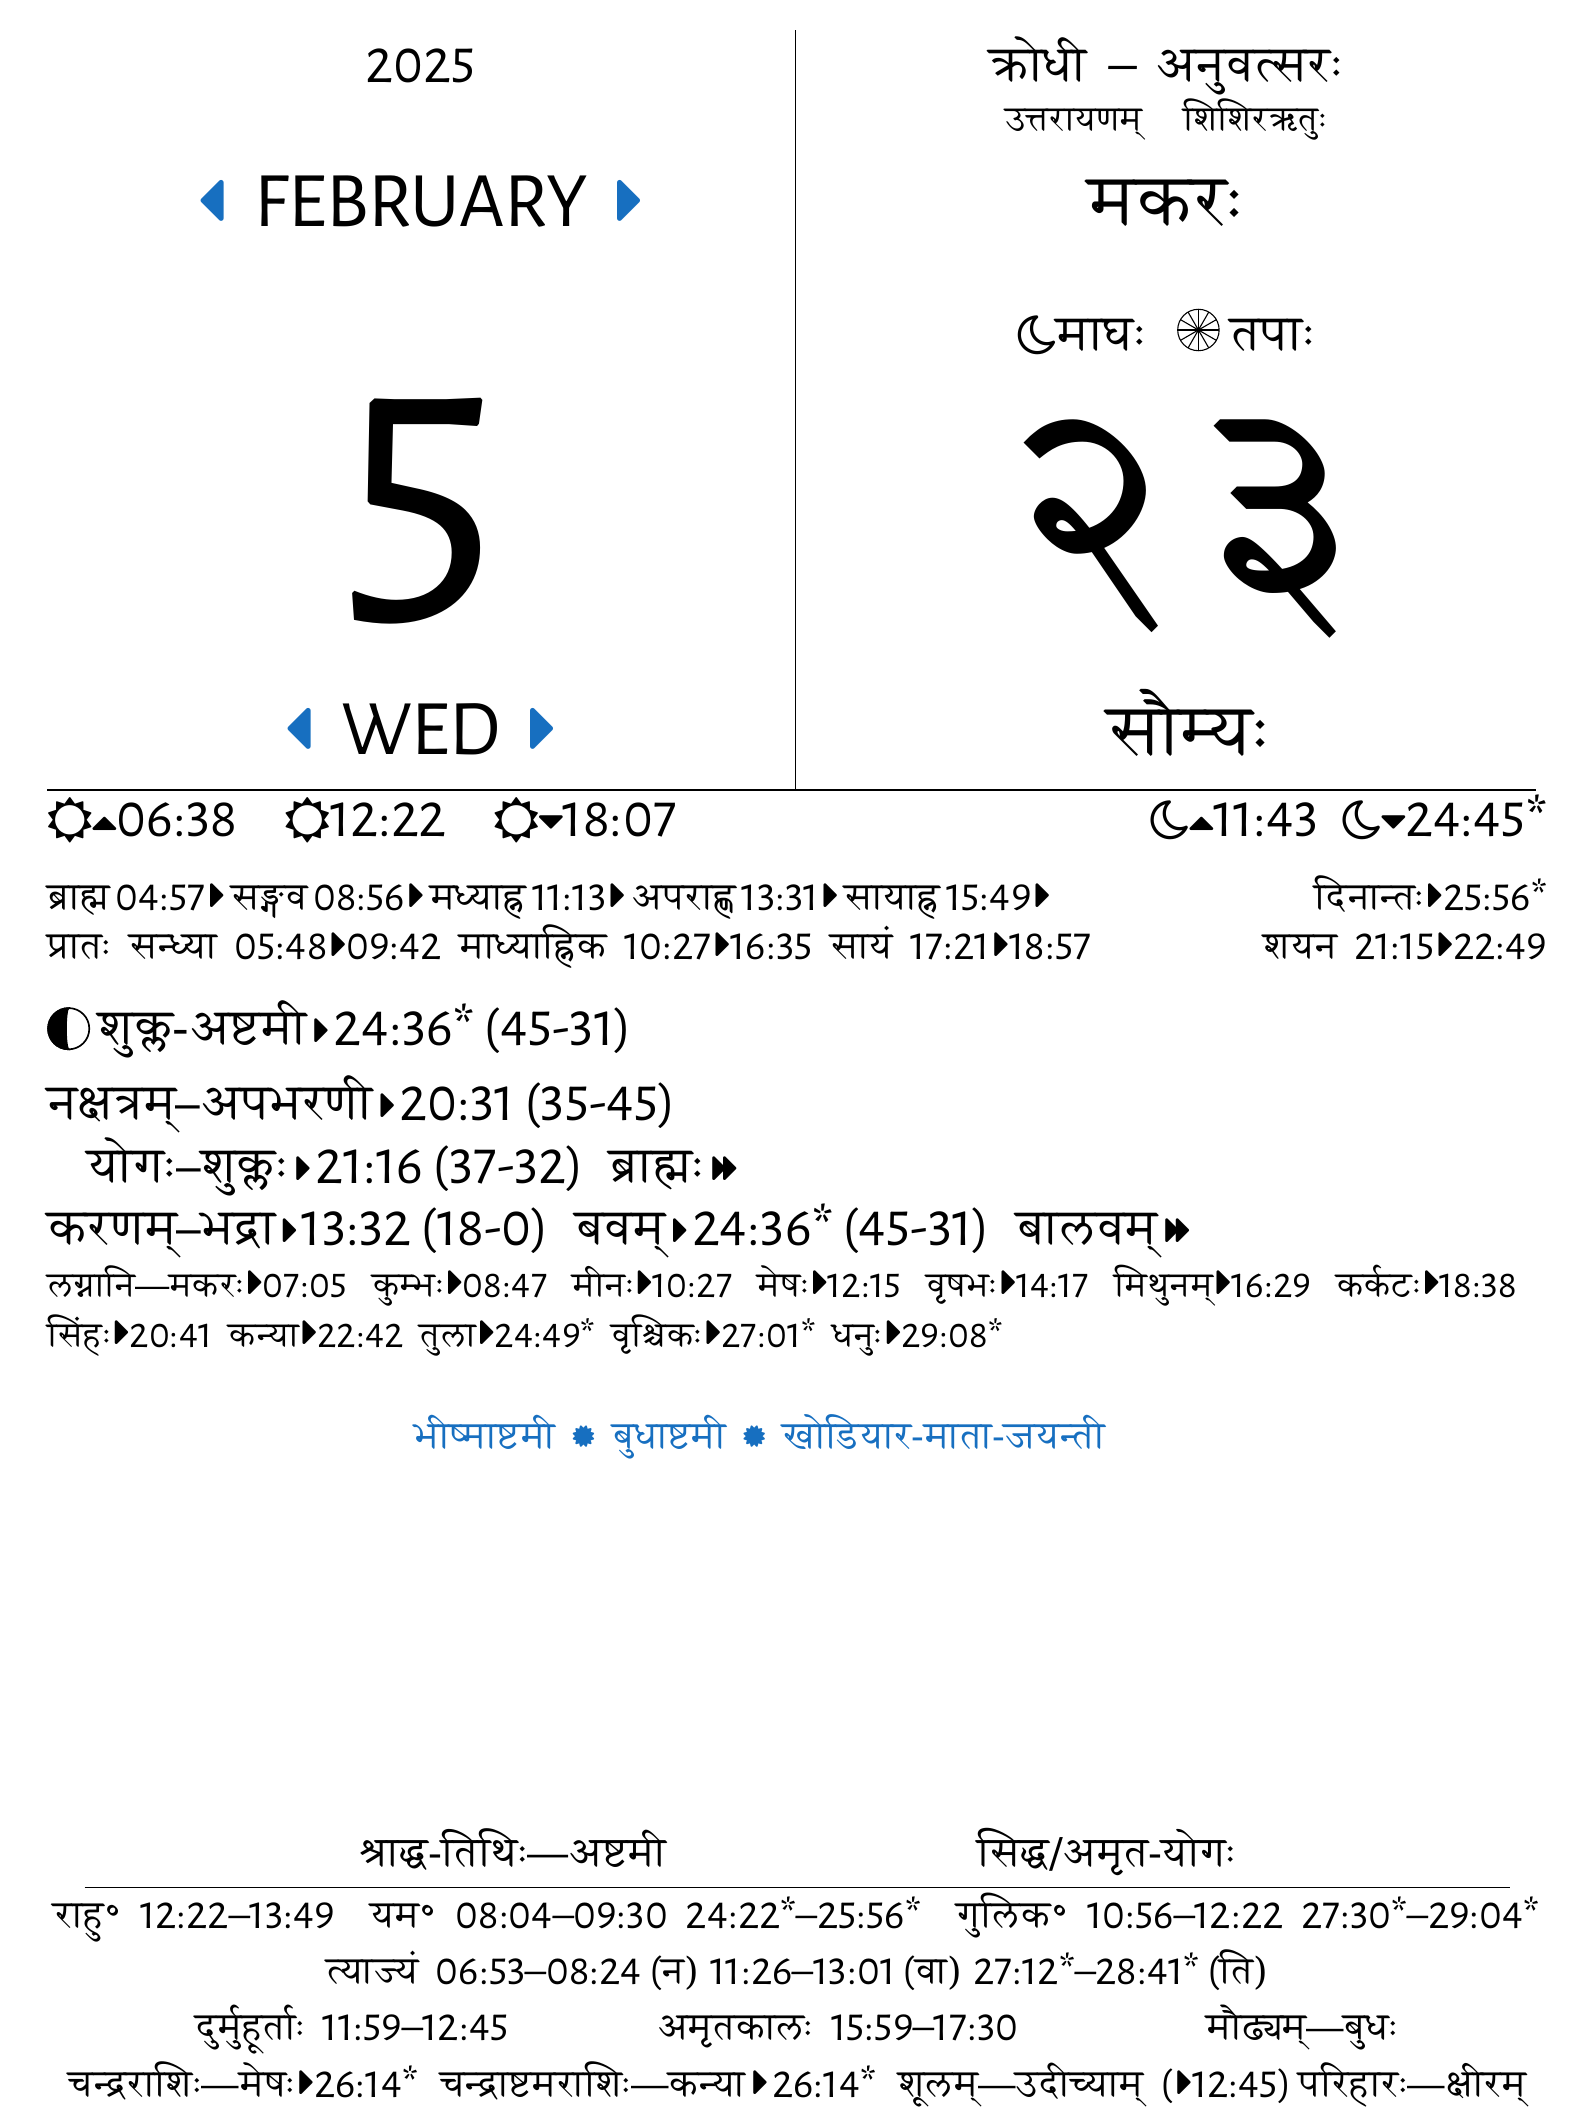 2025
FEBRUARY
5
WED
क्रोधी – अनुवत्सरः
उत्तरायणम् शिशिरऋतुः
मकरः
माघः तपाः
२३
सौम्यः
06:38 12:22 18:07 11:43 24:45*
ब्राह्म 04:57 सङ्गव 08:56 मध्याह्न 11:13 अपराह्ण 13:31 सायाह्न 15:49 दिनान्तः 25:56*
प्रातः सन्ध्या 05:48 09:42 माध्याह्निक 10:27 16:35 सायं 17:21 18:57 शयन 21:15 22:49
शुक्ल-अष्टमी 24:36* (45-31)
नक्षत्रम्–अपभरणी 20:31 (35-45)
योगः–शुक्लः 21:16 (37-32) ब्राह्मः
करणम्–भद्रा 13:32 (18-0) बवम् 24:36* (45-31) बालवम्
लग्नानि—मकरः 07:05 कुम्भः 08:47 मीनः 10:27 मेषः 12:15 वृषभः 14:17 मिथुनम् 16:29 कर्कटः 18:38
सिंहः 20:41 कन्या 22:42 तुला 24:49* वृश्चिकः 27:01* धनुः 29:08*
भीष्माष्टमी ✹ बुधाष्टमी ✹ खोडियार-माता-जयन्ती
श्राद्ध-तिथिः—अष्टमी सिद्ध/अमृत-योगः
राहु॰ 12:22–13:49 यम॰ 08:04–09:30 24:22*–25:56* गुलिक॰ 10:56–12:22 27:30*–29:04*
त्याज्यं 06:53–08:24 (न) 11:26–13:01 (वा) 27:12*–28:41* (ति)
दुर्मुहूर्ताः 11:59–12:45 अमृतकालः 15:59–17:30 मौढ्यम्—बुधः
चन्द्रराशिः—मेषः 26:14* चन्द्राष्टमराशिः—कन्या 26:14* शूलम्—उदीच्याम् (12:45) परिहारः—क्षीरम्